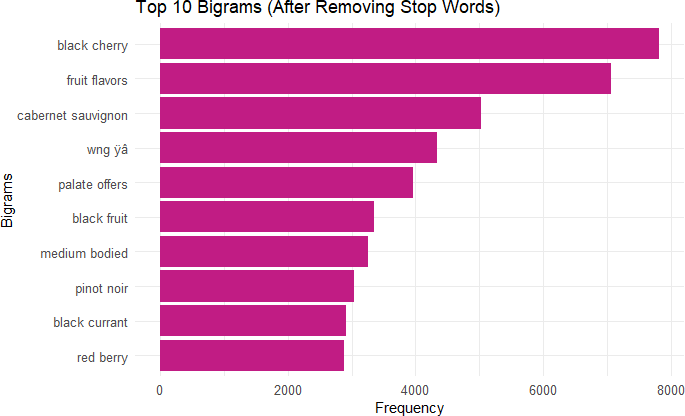 Top 10 Bigrams (After Removing Stop Words)
Bigrams
black cherry
fruit flavors
cabernet sauvignon
wng ÿâ
palate offers
black fruit
medium bodied
pinot noir
black currant
red berry
0 2000 4000 6000 8000
Frequency